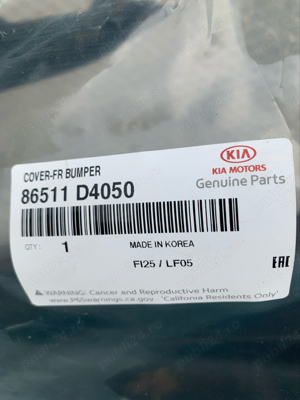 COVER-FR BUMPER
86511 D4050
KIA
KIA MOTORS
Genuine Parts
QTY : 1
MADE IN KOREA
FI25 / LF05
EAC
WARNING: Cancer and Reproductive Harm
www.P65warnings.ca.gov 'California Residents Only'